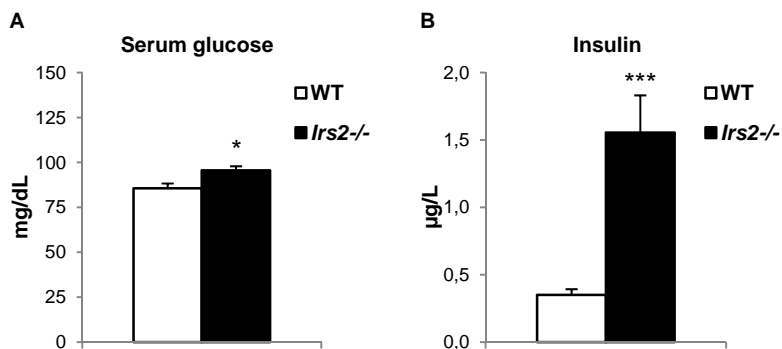 A
Serum glucose
mg/dL
150
125
100
75
50
25
0
*
WT
Irs2-/-
B
Insulin
µg/L
2,0
1,5
1,0
0,5
0,0
***
WT
Irs2-/-